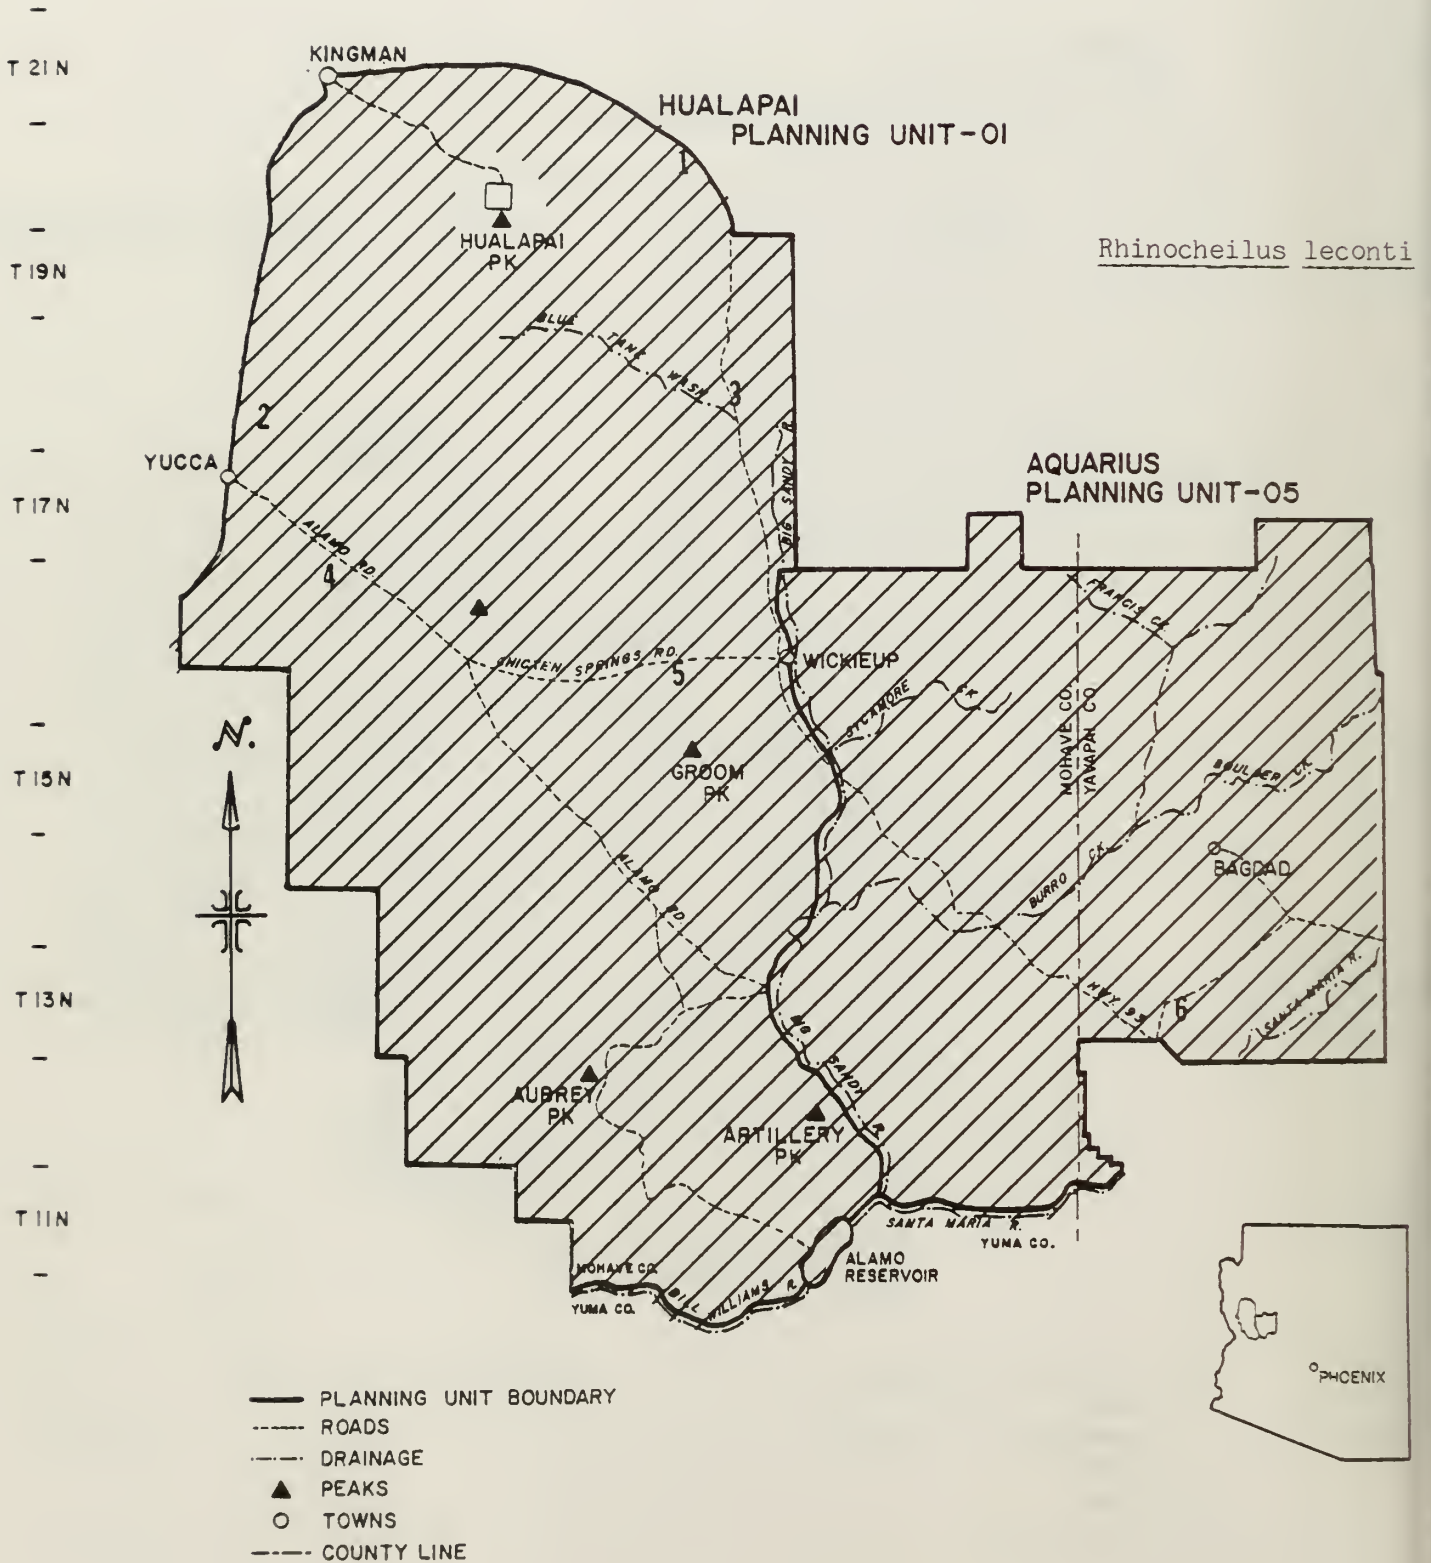 KINGMAN
T 21 N
HUALAPAI
PLANNING UNIT-01
1
HUALAPAI
PK
Rhinocheilus leconti
T 19 N
BLUE TANK WASH
3
2
BIG SANDY R.
YUCCA
AQUARIUS
PLANNING UNIT-05
T 17 N
ALAMO RD.
4
FRANCIS CK.
CHICKEN SPRINGS RD.
5
WICKIEUP
SYCAMORE CK
MOHAVE CO.
YAVAPAI CO.
N.
GROOM
PK
BOULDER CK.
T 15 N
ALAMO RD.
BURRO CK.
BAGDAD
T 13 N
HWY. 93
6
SANTA MARIA R.
BIG SANDY R.
AUBREY
PK
ARTILLERY
PK
T 11 N
SANTA MARIA R.
YUMA CO.
ALAMO
RESERVOIR
MOHAVE CO.
YUMA CO.
BILL WILLIAMS R.
PHOENIX
PLANNING UNIT BOUNDARY
ROADS
DRAINAGE
PEAKS
TOWNS
COUNTY LINE